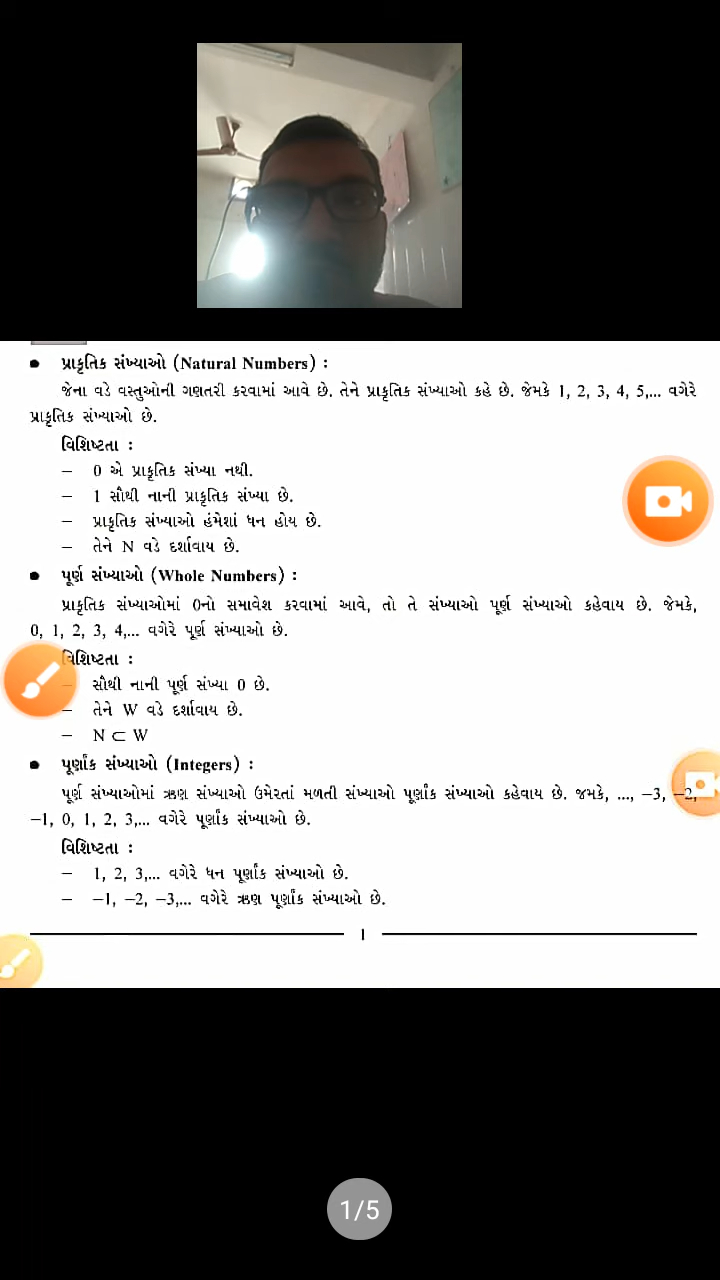 ● પ્રાકૃતિક સંખ્યાઓ (Natural Numbers) :
જેના વડે વસ્તુઓની ગણતરી કરવામાં આવે છે. તેને પ્રાકૃતિક સંખ્યાઓ કહે છે. જેમકે 1, 2, 3, 4, 5,... વગેરે
પ્રાકૃતિક સંખ્યાઓ છે.
વિશિષ્ટતા :
– 0 એ પ્રાકૃતિક સંખ્યા નથી.
– 1 સૌથી નાની પ્રાકૃતિક સંખ્યા છે.
– પ્રાકૃતિક સંખ્યાઓ હંમેશાં ધન હોય છે.
– તેને N વડે દર્શાવાય છે.
● પૂર્ણ સંખ્યાઓ (Whole Numbers) :
પ્રાકૃતિક સંખ્યાઓમાં 0નો સમાવેશ કરવામાં આવે, તો તે સંખ્યાઓ પૂર્ણ સંખ્યાઓ કહેવાય છે. જેમકે,
0, 1, 2, 3, 4,... વગેરે પૂર્ણ સંખ્યાઓ છે.
વિશિષ્ટતા :
– સૌથી નાની પૂર્ણ સંખ્યા 0 છે.
– તેને W વડે દર્શાવાય છે.
– N ⊂ W
● પૂર્ણાંક સંખ્યાઓ (Integers) :
પૂર્ણ સંખ્યાઓમાં ઋણ સંખ્યાઓ ઉમેરતાં મળતી સંખ્યાઓ પૂર્ણાંક સંખ્યાઓ કહેવાય છે. જમકે, ..., –3, –2,
–1, 0, 1, 2, 3,... વગેરે પૂર્ણાંક સંખ્યાઓ છે.
વિશિષ્ટતા :
– 1, 2, 3,... વગેરે ધન પૂર્ણાંક સંખ્યાઓ છે.
– –1, –2, –3,... વગેરે ઋણ પૂર્ણાંક સંખ્યાઓ છે.
1
1/5